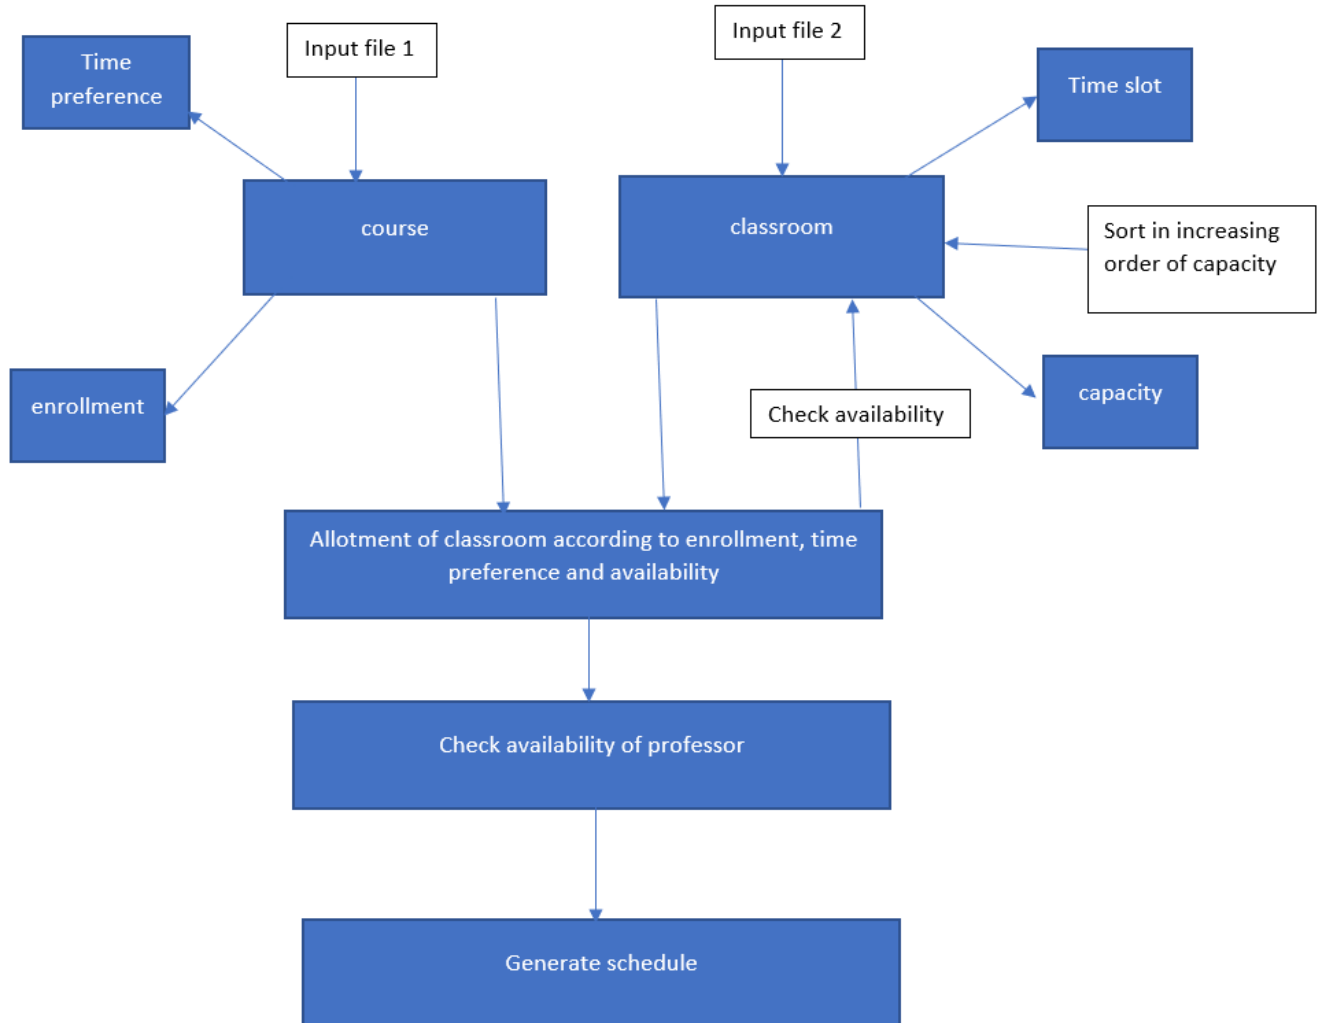 Input file 1
Input file 2
Time
preference
Time slot
course
classroom
Sort in increasing
order of capacity
enrollment
Check availability
capacity
Allotment of classroom according to enrollment, time
preference and availability
Check availability of professor
Generate schedule